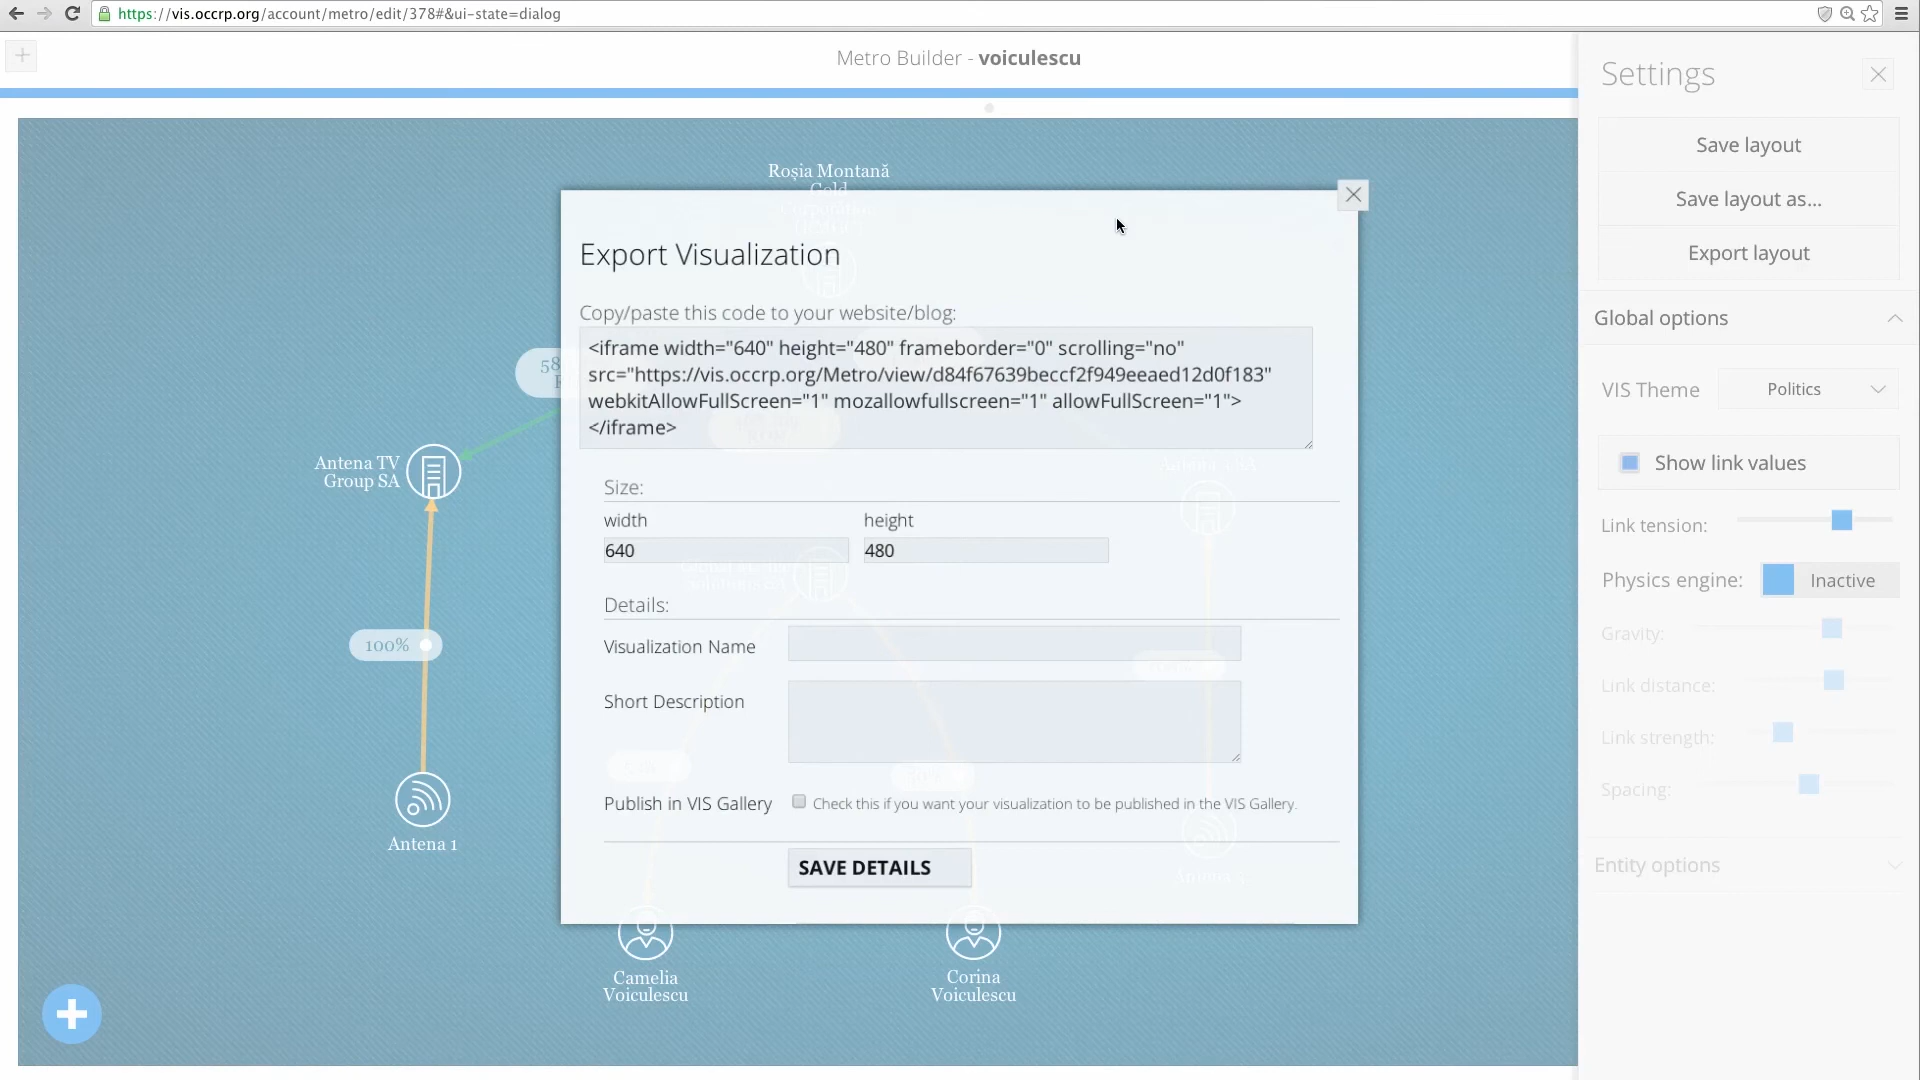 https://vis.occrp.org/account/metro/edit/378#&ui-state=dialog
Metro Builder - voiculescu
Settings
Save layout
Save layout as...
Export layout
Global options
VIS Theme
Politics
Show link values
Link tension:
Physics engine:
Inactive
Gravity:
Link distance:
Link strength:
Spacing:
Entity options
Roșia Montană
Gold
Export Visualization
Copy/paste this code to your website/blog:
<iframe width="640" height="480" frameborder="0" scrolling="no"
src="https://vis.occrp.org/Metro/view/d84f67639beccf2f949eeaed12d0f183"
webkitAllowFullScreen="1" mozallowfullscreen="1" allowFullScreen="1">
</iframe>
Size:
width
height
640
480
Details:
Visualization Name
Short Description
Publish in VIS Gallery
Check this if you want your visualization to be published in the VIS Gallery.
SAVE DETAILS
Antena TV
Group SA
100%
Antena 1
Camelia
Voiculescu
Corina
Voiculescu